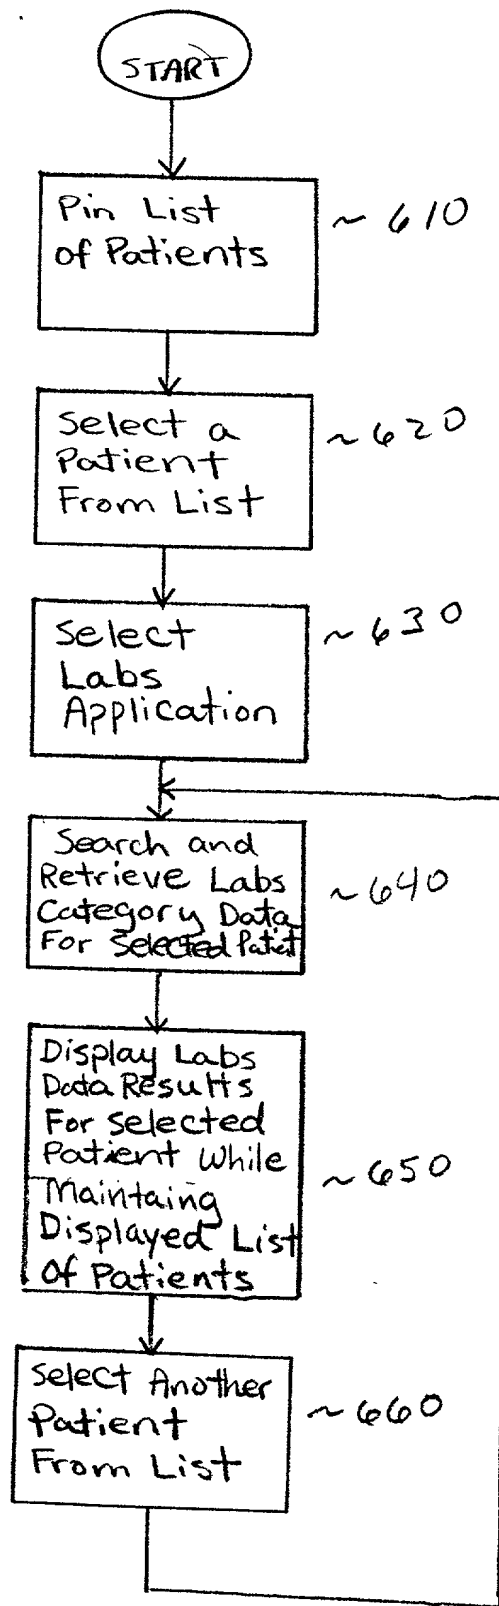 START
Pin List
of Patients
~ 610
Select a
Patient
From List
~620
Select
Labs
Application
~630
Search and
Retrieve Labs
Category Data
For Selected Patiet
~640
Display Labs
Data Results
For Selected
Patient While
Maintaing
Displayed List
Of Patients
~650
Select Another
Patient
From List
~660